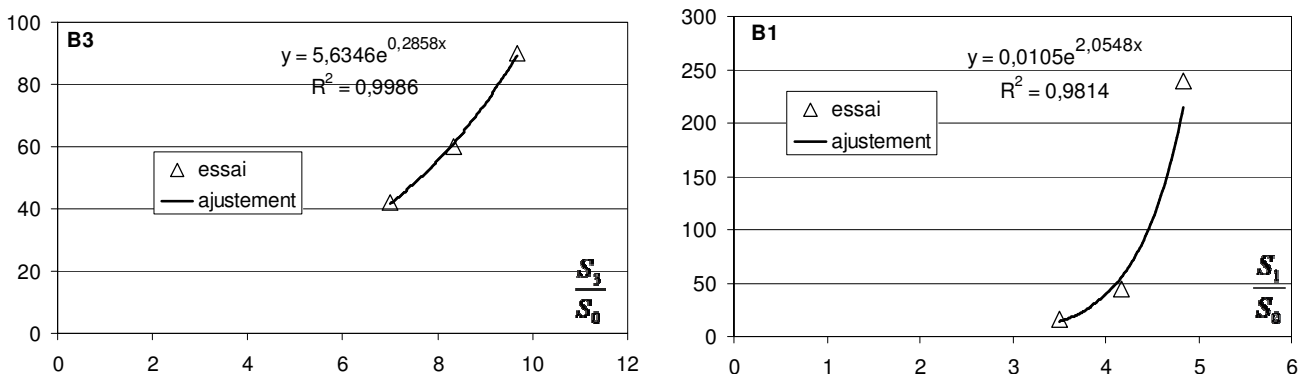 B3
y = 5,6346e^0,2858x
R² = 0,9986
essai
ajustement
100
80
60
40
20
0
0 2 4 6 8 10 12
S₃
S₀
B1
y = 0,0105e^2,0548x
R² = 0,9814
essai
ajustement
300
250
200
150
100
50
0
0 1 2 3 4 5 6
S₁
S₀